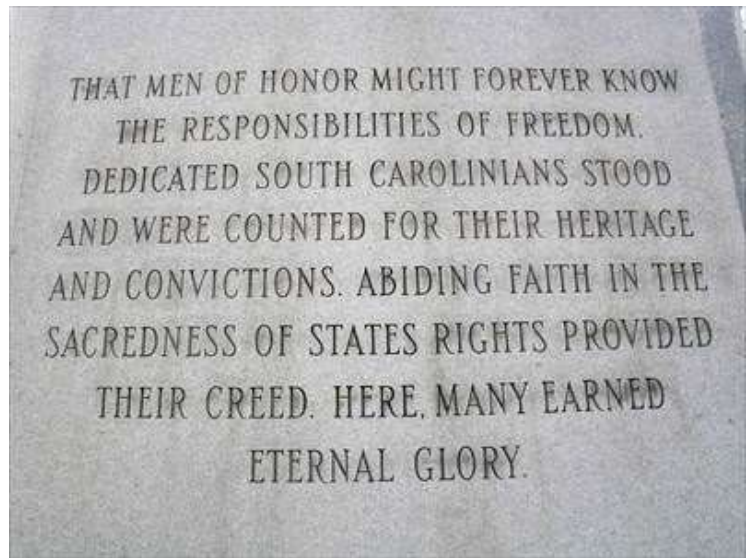 THAT MEN OF HONOR MIGHT FOREVER KNOW
THE RESPONSIBILITIES OF FREEDOM,
DEDICATED SOUTH CAROLINIANS STOOD
AND WERE COUNTED FOR THEIR HERITAGE
AND CONVICTIONS. ABIDING FAITH IN THE
SACREDNESS OF STATES RIGHTS PROVIDED
THEIR CREED. HERE, MANY EARNED
ETERNAL GLORY.